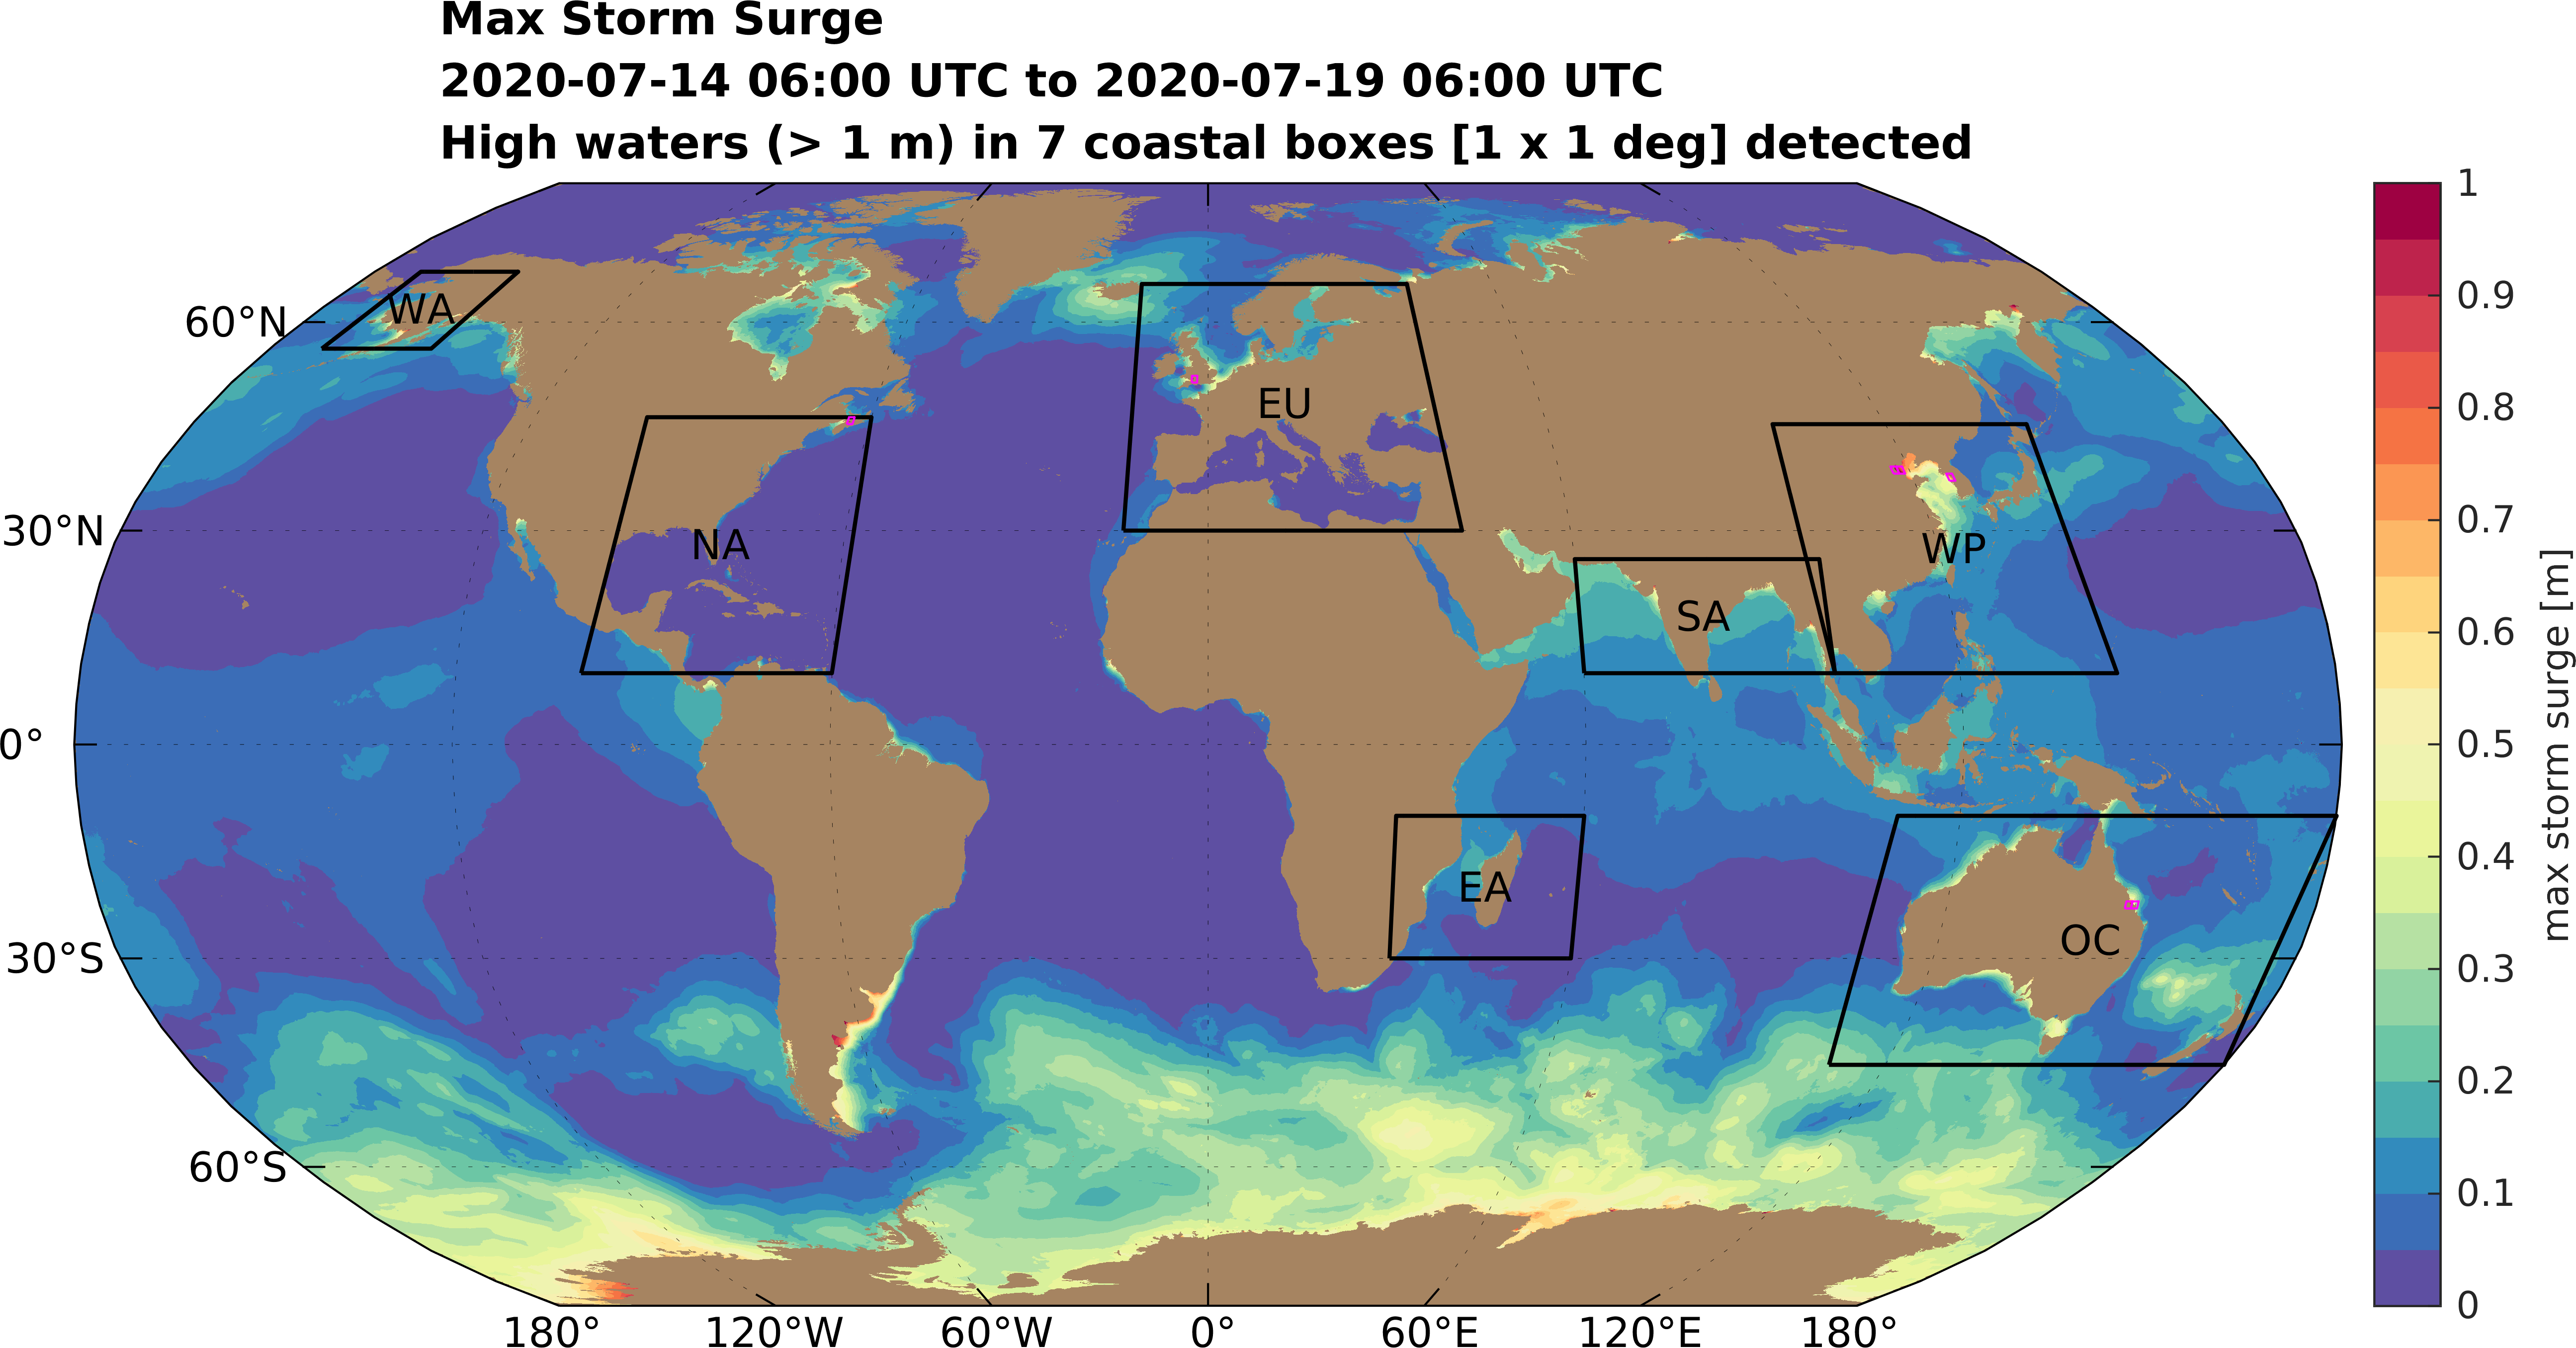 Max Storm Surge
2020-07-14 06:00 UTC to 2020-07-19 06:00 UTC
High waters (> 1 m) in 7 coastal boxes [1 x 1 deg] detected
60°N
30°N
0°
30°S
60°S
180°
120°W
60°W
0°
60°E
120°E
180°
WA
EU
NA
WP
SA
EA
OC
1
0.9
0.8
0.7
0.6
0.5
0.4
0.3
0.2
0.1
0
max storm surge [m]